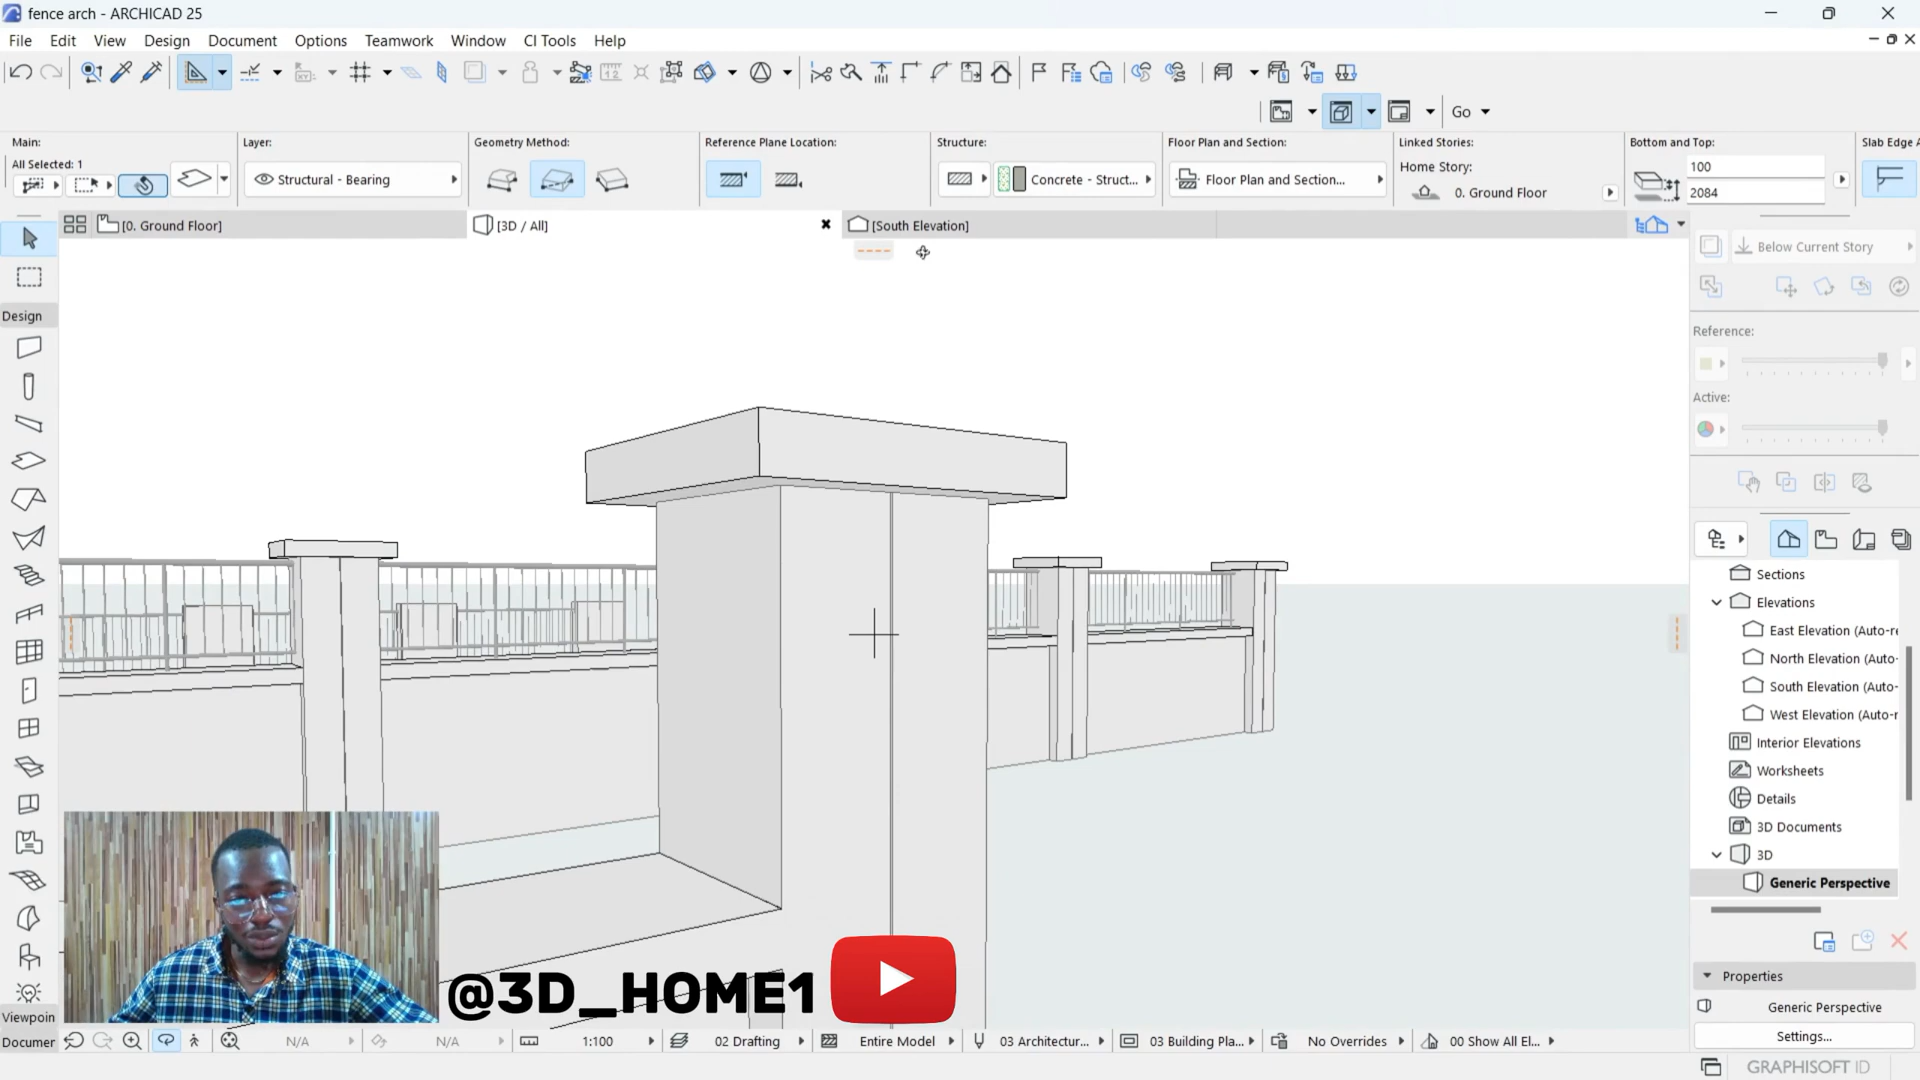 fence arch - ARCHICAD 25
File Edit View Design Document Options Teamwork Window CI Tools Help
Go
Main:
All Selected: 1
Layer:
Structural - Bearing
Geometry Method:
Reference Plane Location:
Structure:
Concrete - Struct...
Floor Plan and Section:
Floor Plan and Section...
Linked Stories:
Home Story:
0. Ground Floor
Bottom and Top:
100
2084
Slab Edge A
[0. Ground Floor]
[3D / All]
[South Elevation]
Design
Viewpoin
Documer
Below Current Story
Reference:
Active:
Sections
Elevations
East Elevation (Auto-re
North Elevation (Auto-
South Elevation (Auto-
West Elevation (Auto-r
Interior Elevations
Worksheets
Details
3D Documents
3D
Generic Perspective
Properties
Generic Perspective
Settings...
@3D_HOME1
N/A
N/A
1:100
02 Drafting
Entire Model
03 Architectur...
03 Building Pla...
No Overrides
00 Show All El...
GRAPHISOFT ID